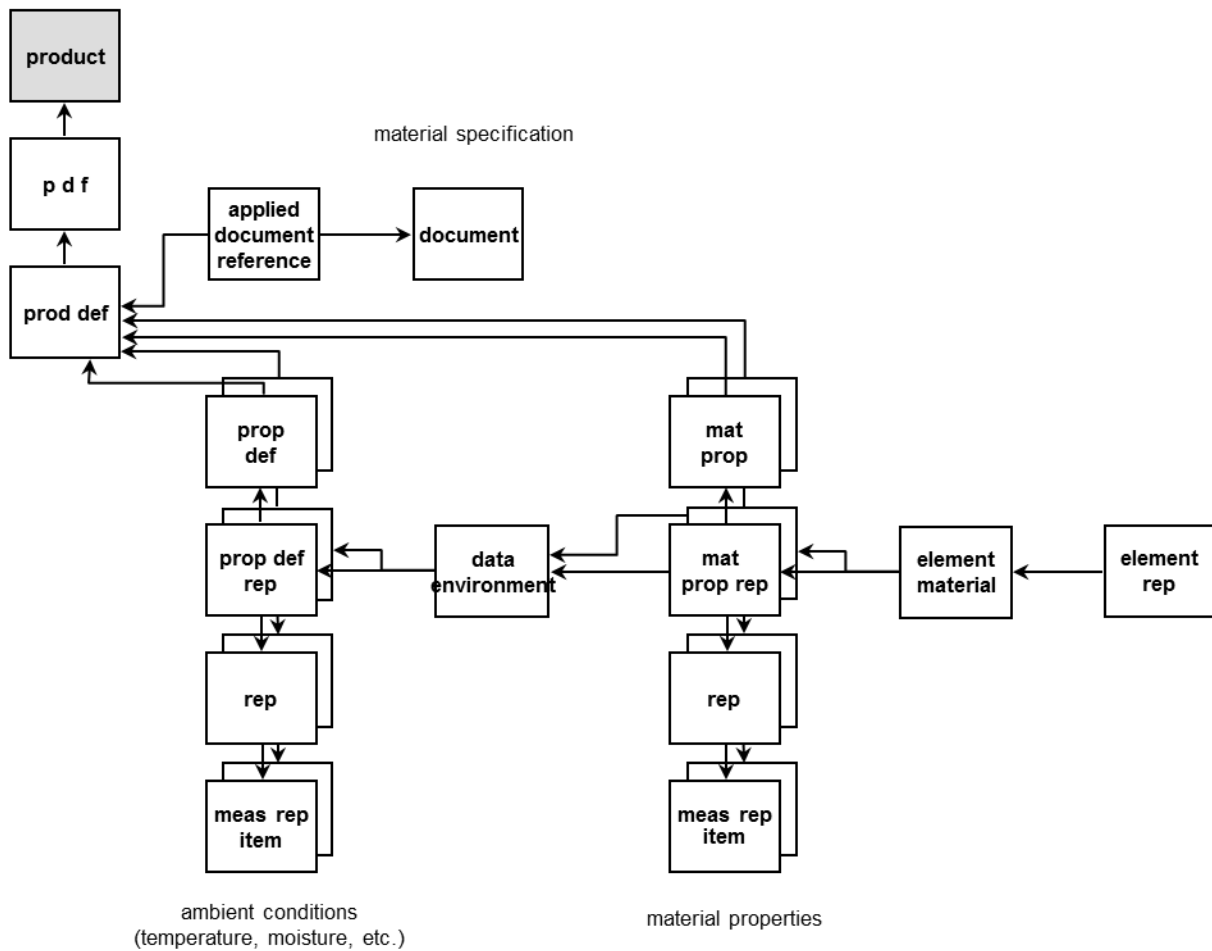 product
p d f
material specification
applied
document
reference
document
prod def
prop
def
mat
prop
prop def
rep
data
environment
mat
prop rep
element
material
element
rep
rep
rep
meas rep
item
meas rep
item
ambient conditions
(temperature, moisture, etc.)
material properties